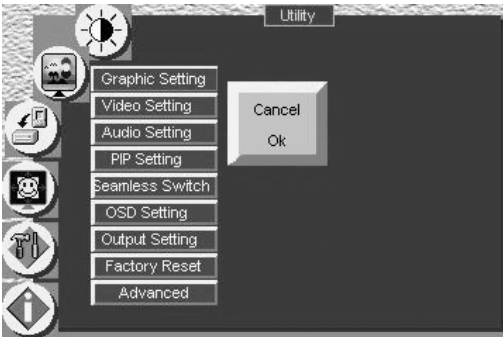 Utility
Graphic Setting
Video Setting
Audio Setting
PIP Setting
Seamless Switch
OSD Setting
Output Setting
Factory Reset
Advanced
Cancel
Ok